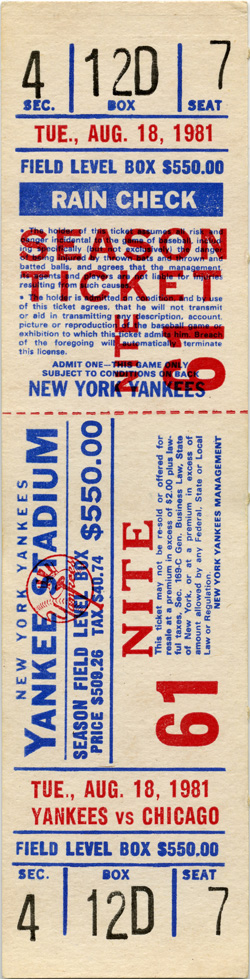 4 12D 7
SEC. BOX SEAT
TUE., AUG. 18, 1981
FIELD LEVEL BOX $550.00
RAIN CHECK
The holder of this ticket assumes all risk and
danger incidental to the game of baseball includ-
ing specifically (but not exclusively) the danger
of being injured by thrown bats and thrown and
batted balls, and agrees that the management
and players are not liable for injuries
resulting from such causes.
The holder is admitted on condition, and by use
of this ticket agrees, that he will not transmit
or aid in transmitting any description, account,
picture or reproduction of the baseball game or
exhibition to which this ticket admits him. Breach
of the foregoing will automatically terminate
this license.
ADMIT ONE—THIS GAME ONLY
SUBJECT TO CONDITIONS ON BACK
NEW YORK YANKEES
SEASON
TICKET
NITE
61
NEW YORK YANKEES
YANKEE STADIUM
SEASON FIELD LEVEL BOX
PRICE $509.26 TAX $40.74
$550.00
Yankees
NITE
61
This ticket may not be re-sold or offered for
resale at a premium in excess of $2.00 plus law-
ful taxes, Sec. 169-C Gen. Business Law, State
of New York, or at a premium in excess of
amount allowed by any Federal, State or Local
Law or Regulation.
NEW YORK YANKEES MANAGEMENT
TUE., AUG. 18, 1981
YANKEES vs CHICAGO
FIELD LEVEL BOX $550.00
SEC. BOX SEAT
4 12D 7